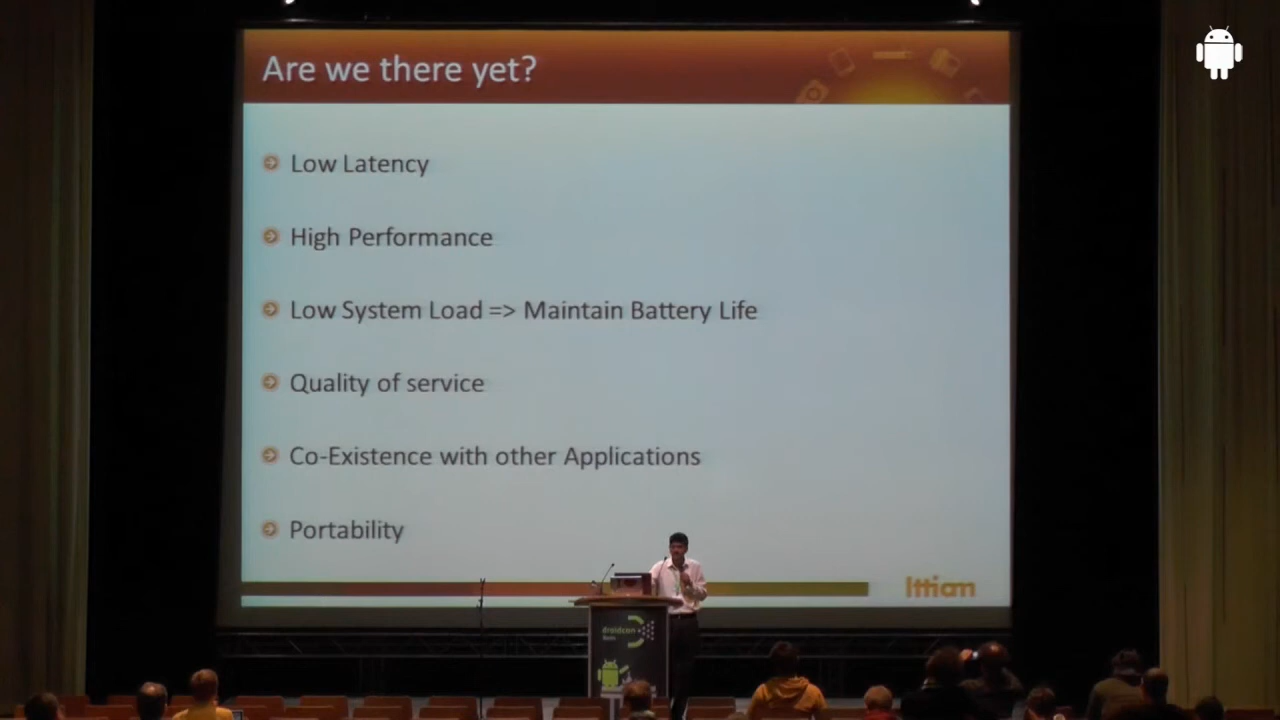 Are we there yet?
Low Latency
High Performance
Low System Load => Maintain Battery Life
Quality of service
Co-Existence with other Applications
Portability
Ittiam
droidcon